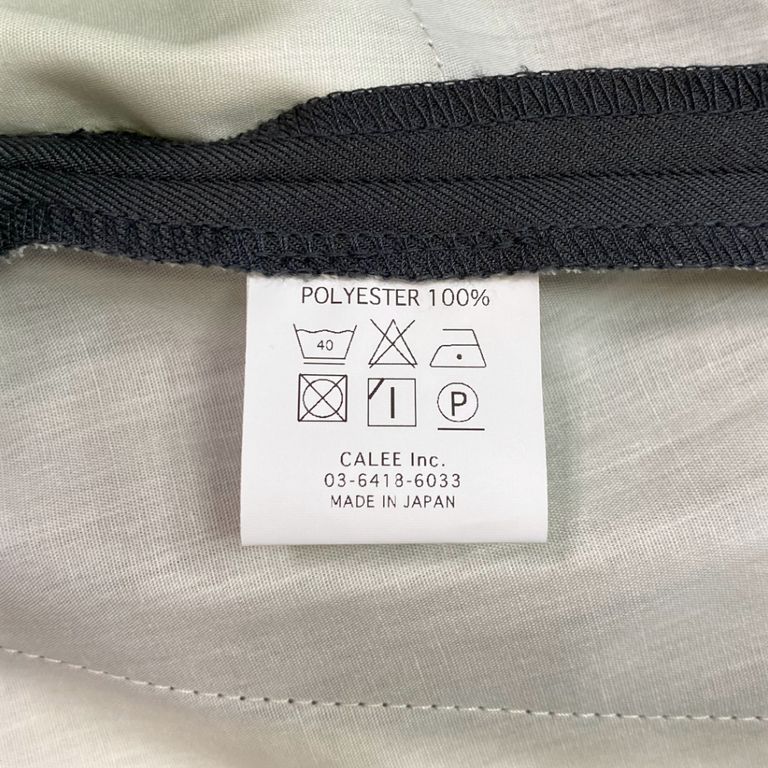 POLYESTER 100%
40
P
CALEE Inc.
03-6418-6033
MADE IN JAPAN